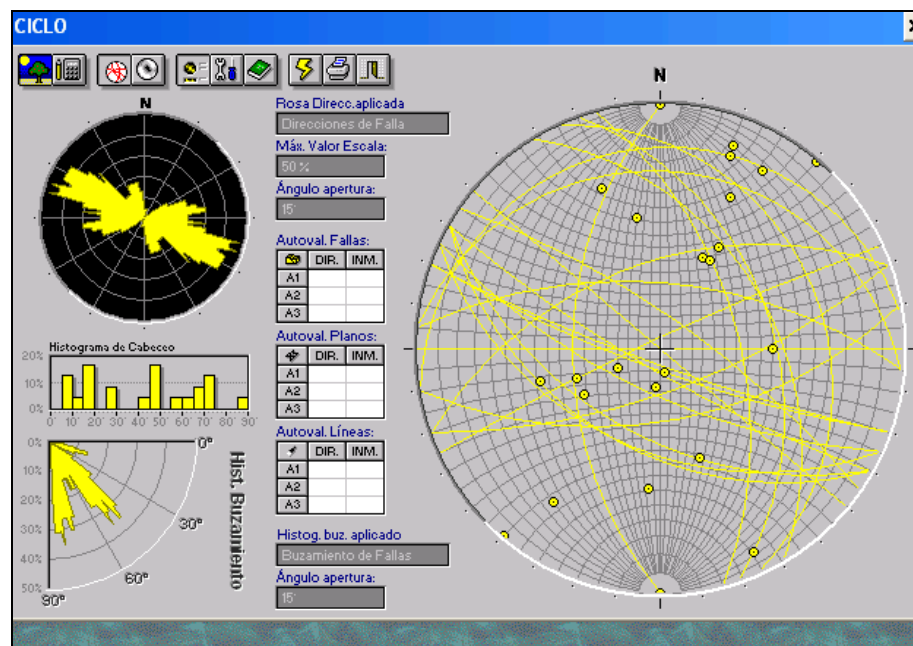 CICLO
N
Rosa Direcc.aplicada
Direcciones de Falla
Máx. Valor Escala:
50 %
Ángulo apertura:
15°
Autoval. Fallas:
DIR. INM.
A1
A2
A3
Autoval. Planos:
DIR. INM.
A1
A2
A3
Autoval. Líneas:
DIR. INM.
A1
A2
A3
Histog. buz. aplicado
Buzamiento de Fallas
Ángulo apertura:
15°
Histograma de Cabeceo
20%
10%
0%
0 10 20 30 40 50 60 70 80 90°
0%
10%
20%
30%
40%
50%
0°
30°
60°
90°
Hist. Buzamiento
N